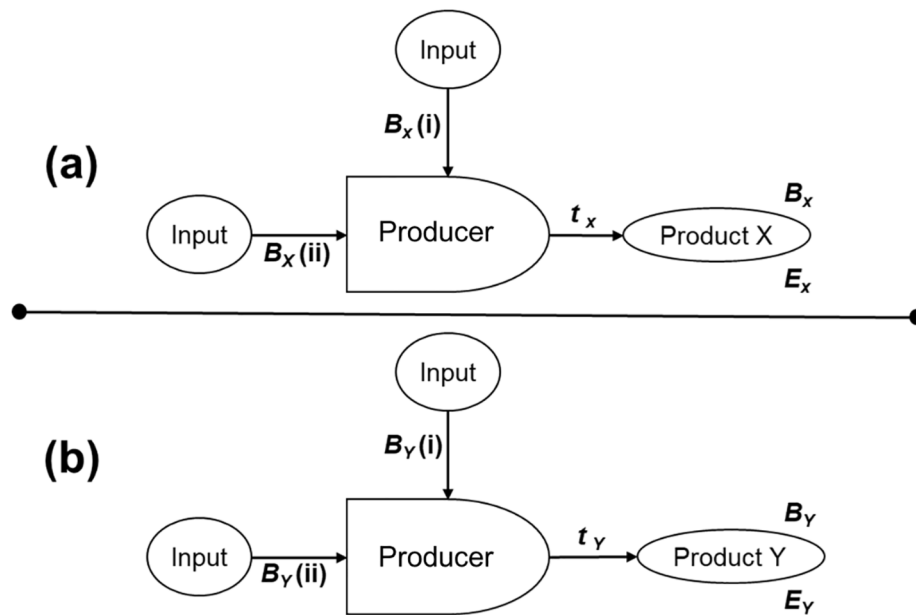 Input
B_X (i)
(a)
Input
B_X (ii)
Producer
t_X
Product X
B_X
E_X
Input
B_Y (i)
(b)
Input
B_Y (ii)
Producer
t_Y
Product Y
B_Y
E_Y